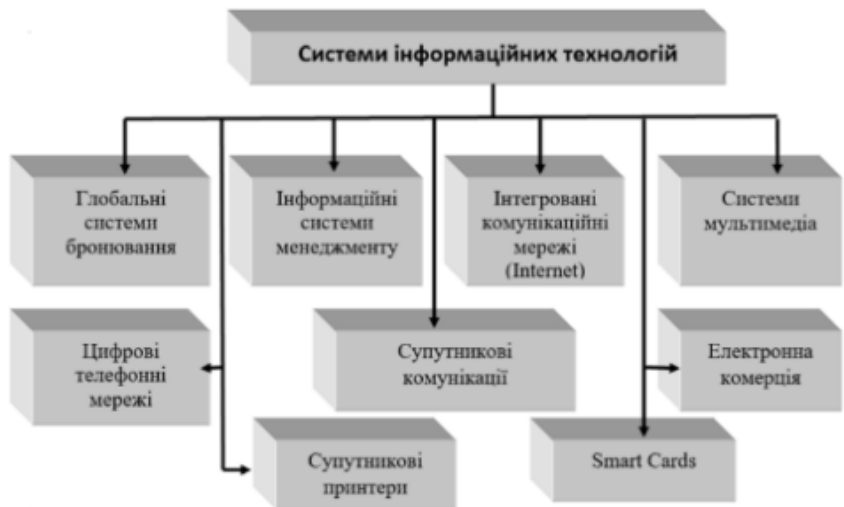 Системи інформаційних технологій
Глобальні
системи
бронювання
Інформаційні
системи
менеджменту
Інтегровані
комунікаційні
мережі
(Internet)
Системи
мультимедіа
Цифрові
телефонні
мережі
Супутникові
комунікації
Електронна
комерція
Супутникові
принтери
Smart Cards